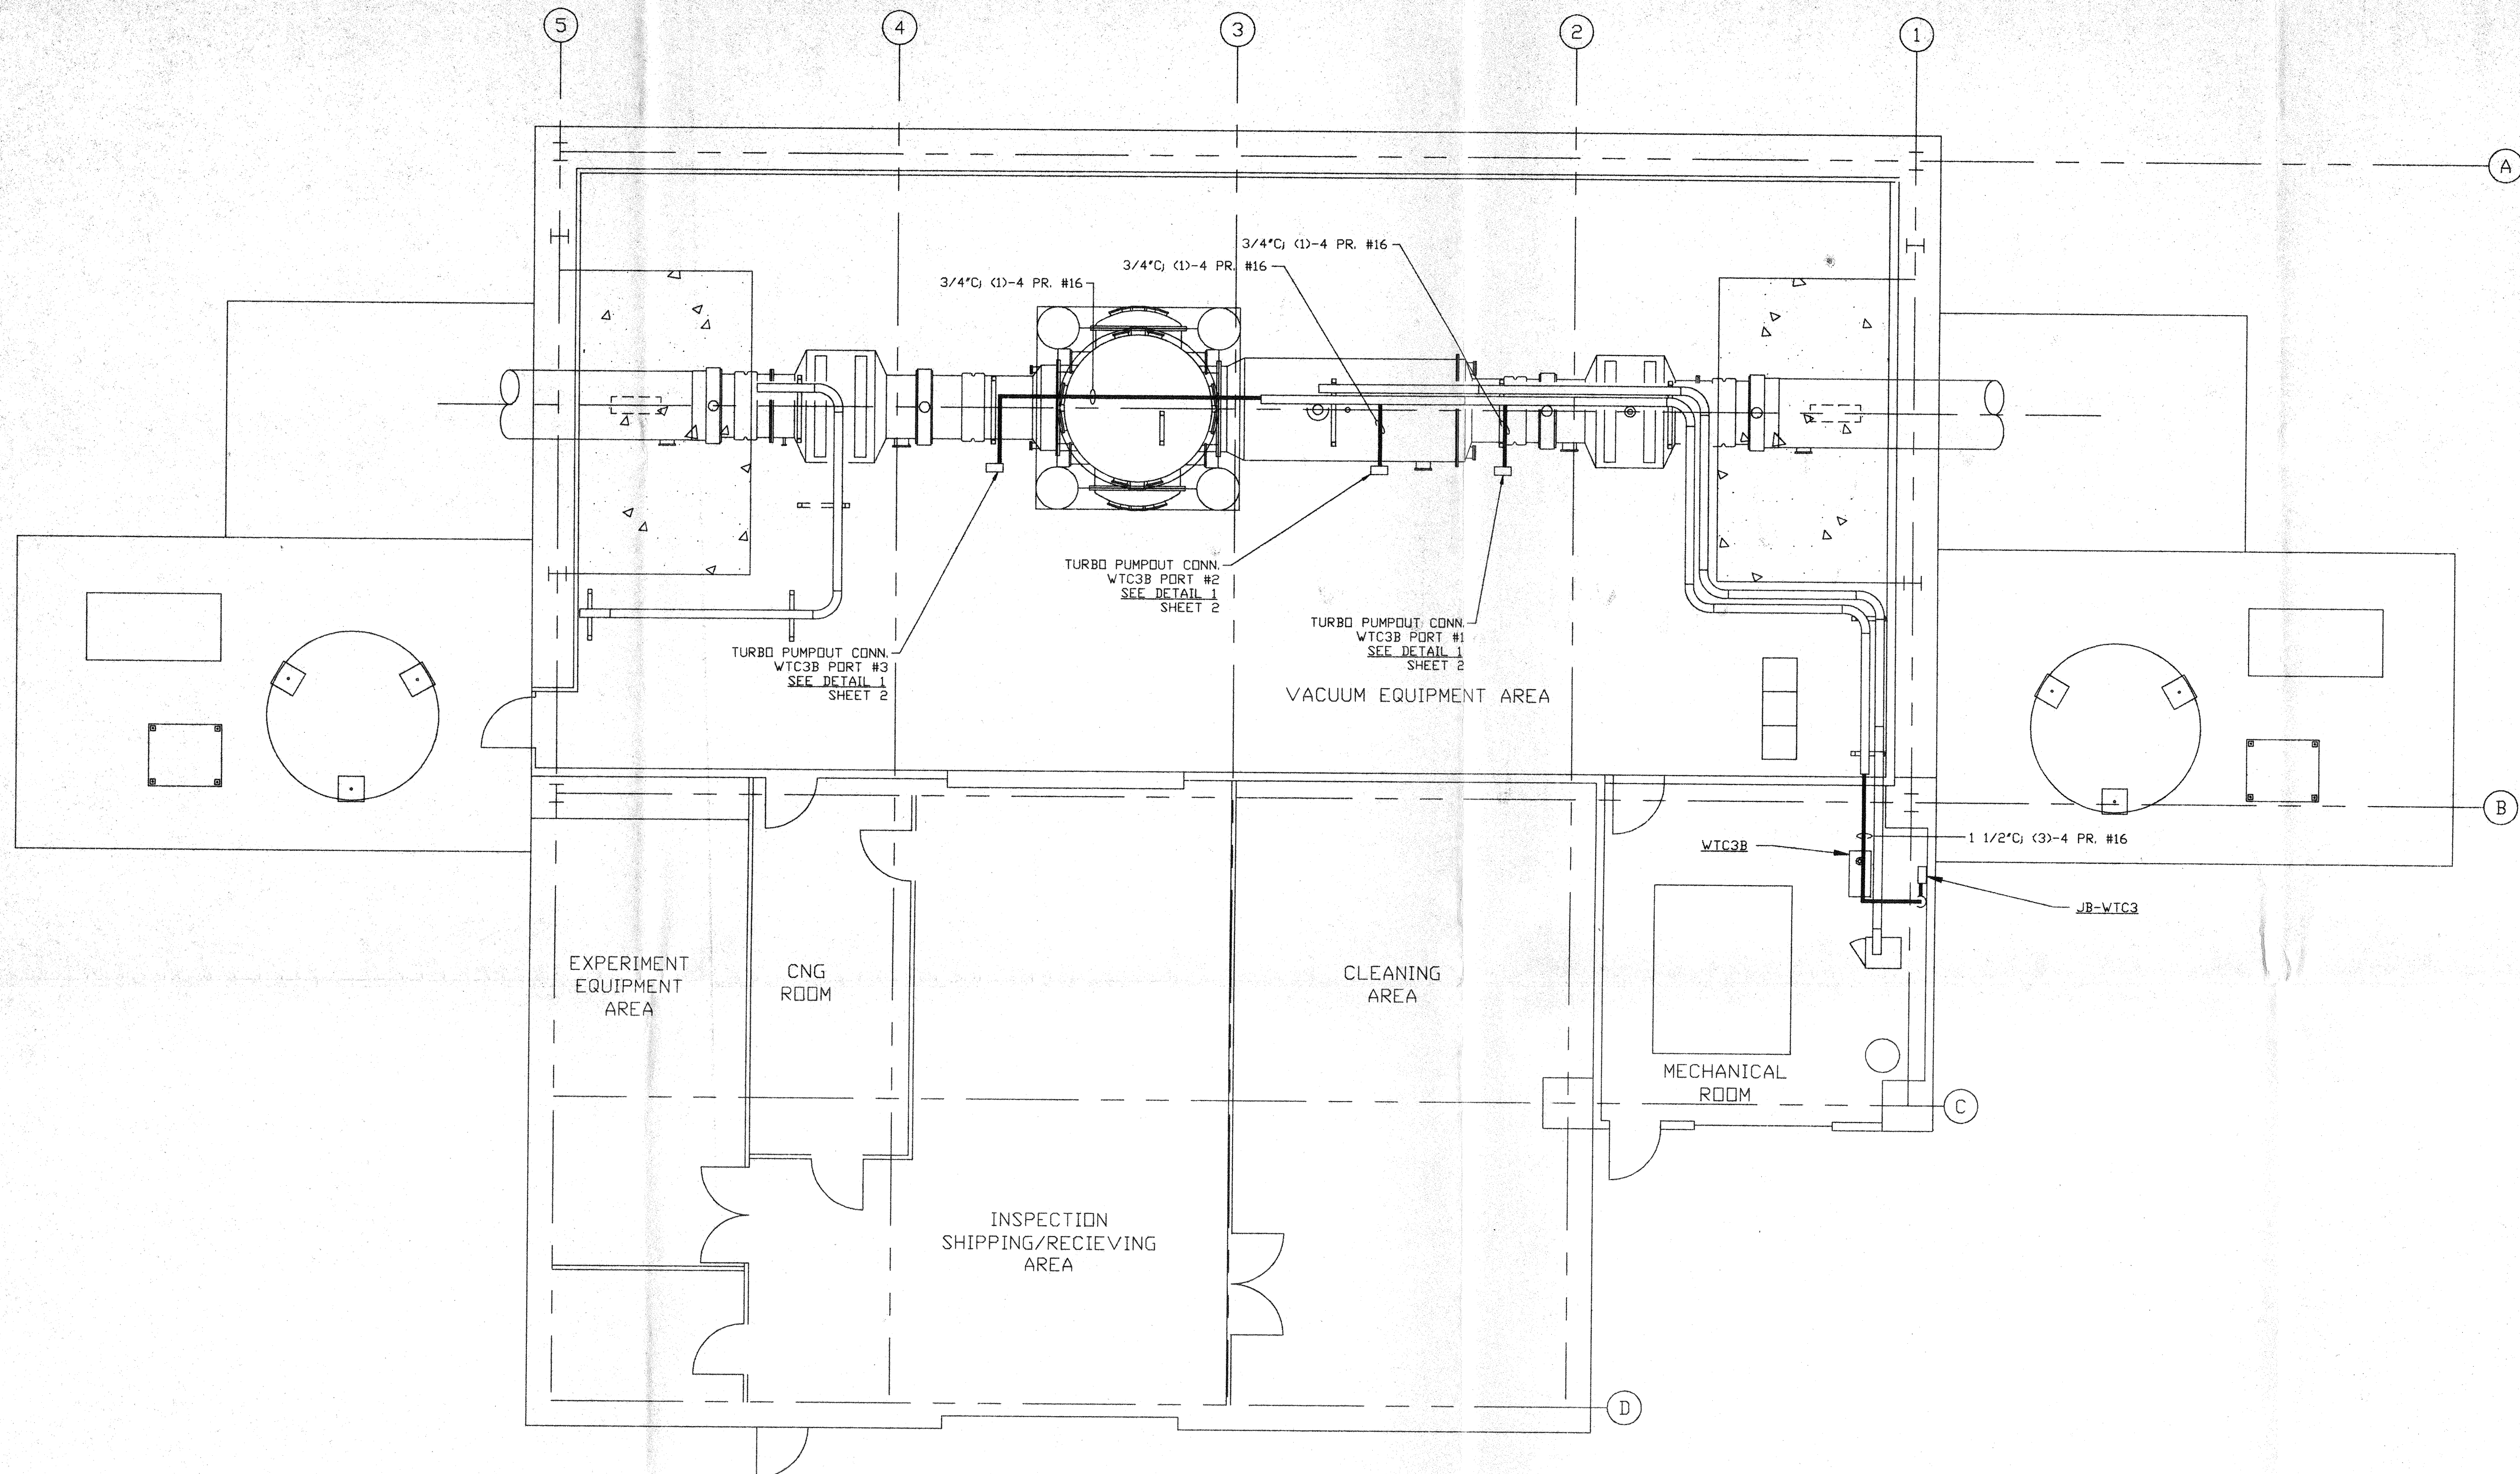 5
4
3
2
1
A
3/4"C; (1)-4 PR. #16
3/4"C; (1)-4 PR. #16
3/4"C; (1)-4 PR. #16
TURBO PUMPOUT CONN.
WTC3B PORT #2
SEE DETAIL 1
SHEET 2
TURBO PUMPOUT CONN.
WTC3B PORT #1
SEE DETAIL 1
SHEET 2
TURBO PUMPOUT CONN.
WTC3B PORT #3
SEE DETAIL 1
SHEET 2
VACUUM EQUIPMENT AREA
B
1 1/2"C; (3)-4 PR. #16
WTC3B
JB-WTC3
EXPERIMENT
EQUIPMENT
AREA
CNG
ROOM
CLEANING
AREA
MECHANICAL
ROOM
C
INSPECTION
SHIPPING/RECIEVING
AREA
D